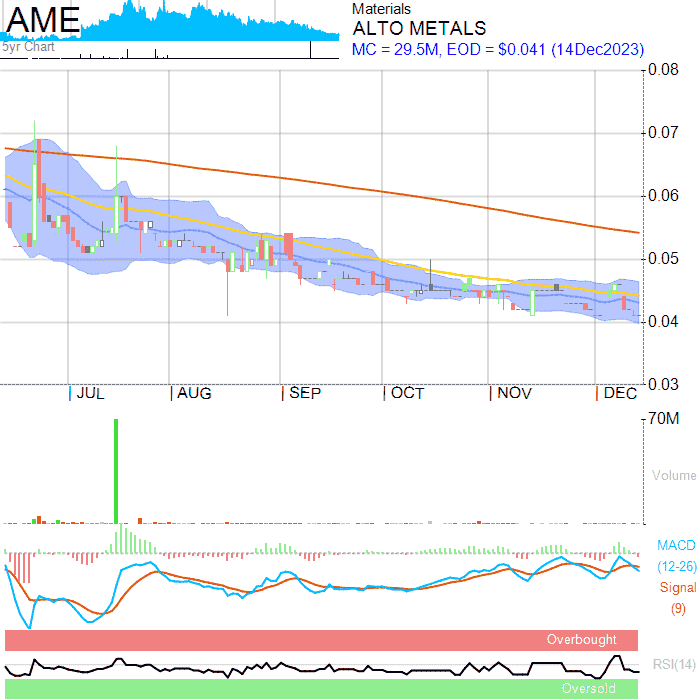 AME
5yr Chart
Materials
ALTO METALS
MC = 29.5M, EOD = $0.041 (14Dec2023)
0.08
0.07
0.06
0.05
0.04
0.03
JUL
AUG
SEP
OCT
NOV
DEC
70M
Volume
MACD
(12-26)
Signal
(9)
Overbought
RSI(14)
Oversold